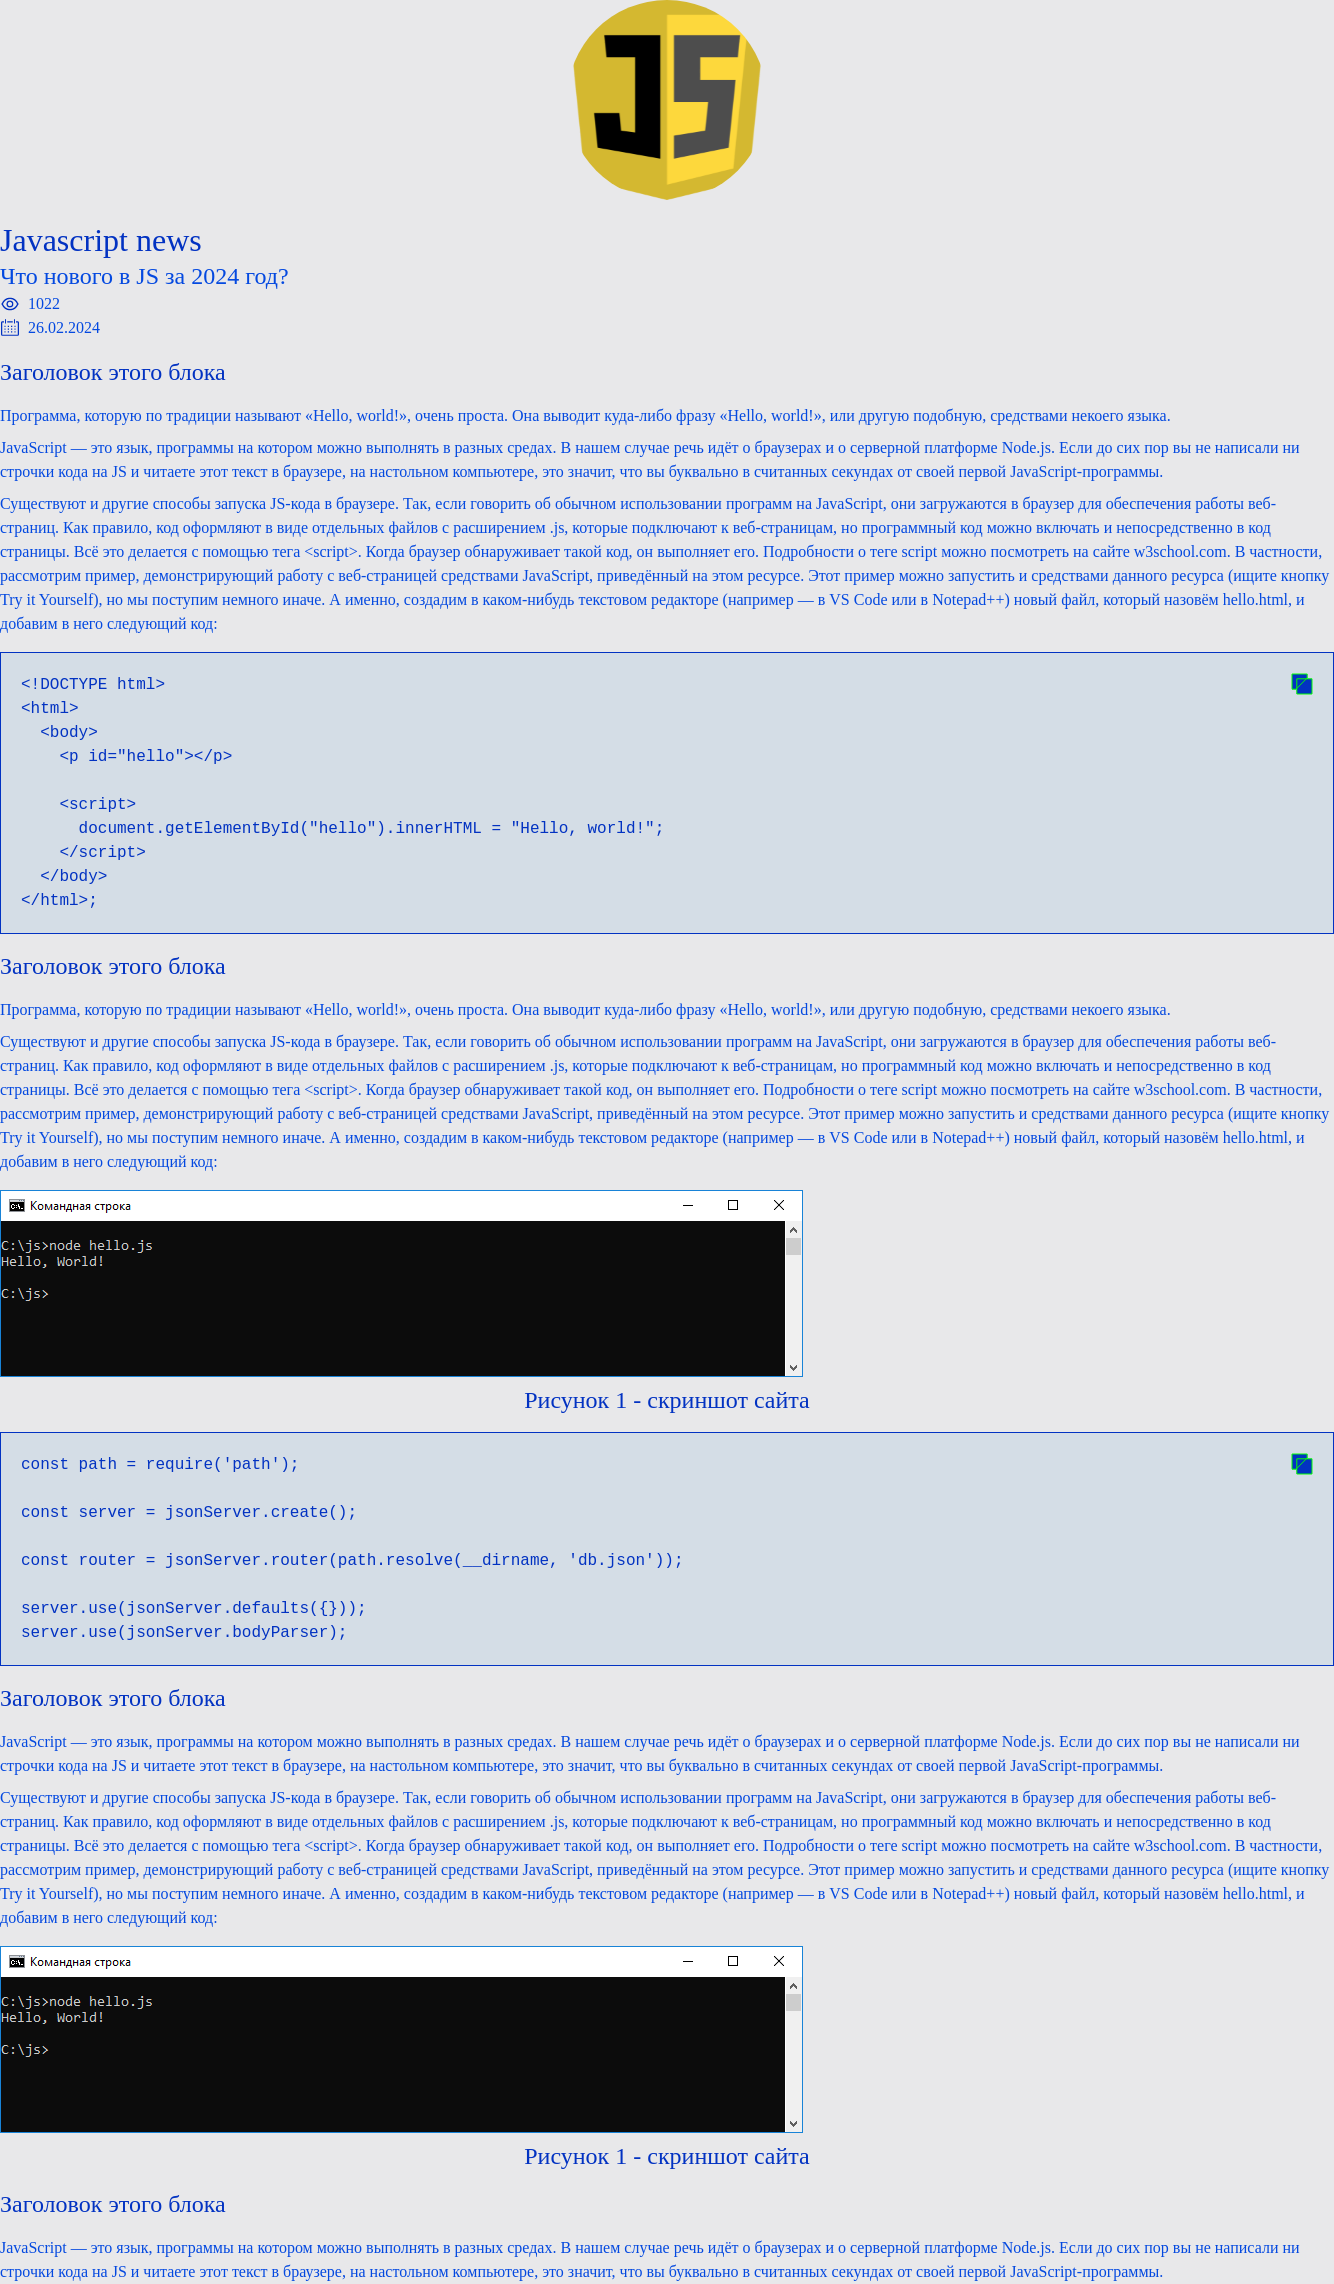 JS
Javascript news
Что нового в JS за 2024 год?
1022
26.02.2024
Заголовок этого блока
Программа, которую по традиции называют «Hello, world!», очень проста. Она выводит куда-либо фразу «Hello, world!», или другую подобную, средствами некоего языка.
JavaScript — это язык, программы на котором можно выполнять в разных средах. В нашем случае речь идёт о браузерах и о серверной платформе Node.js. Если до сих пор вы не написали ни
строчки кода на JS и читаете этот текст в браузере, на настольном компьютере, это значит, что вы буквально в считанных секундах от своей первой JavaScript-программы.
Существуют и другие способы запуска JS-кода в браузере. Так, если говорить об обычном использовании программ на JavaScript, они загружаются в браузер для обеспечения работы веб-
страниц. Как правило, код оформляют в виде отдельных файлов с расширением .js, которые подключают к веб-страницам, но программный код можно включать и непосредственно в код
страницы. Всё это делается с помощью тега <script>. Когда браузер обнаруживает такой код, он выполняет его. Подробности о теге script можно посмотреть на сайте w3school.com. В частности,
рассмотрим пример, демонстрирующий работу с веб-страницей средствами JavaScript, приведённый на этом ресурсе. Этот пример можно запустить и средствами данного ресурса (ищите кнопку
Try it Yourself), но мы поступим немного иначе. А именно, создадим в каком-нибудь текстовом редакторе (например — в VS Code или в Notepad++) новый файл, который назовём hello.html, и
добавим в него следующий код:
<!DOCTYPE html>
<html>
  <body>
    <p id="hello"></p>

    <script>
      document.getElementById("hello").innerHTML = "Hello, world!";
    </script>
  </body>
</html>;
Заголовок этого блока
Программа, которую по традиции называют «Hello, world!», очень проста. Она выводит куда-либо фразу «Hello, world!», или другую подобную, средствами некоего языка.
Существуют и другие способы запуска JS-кода в браузере. Так, если говорить об обычном использовании программ на JavaScript, они загружаются в браузер для обеспечения работы веб-
страниц. Как правило, код оформляют в виде отдельных файлов с расширением .js, которые подключают к веб-страницам, но программный код можно включать и непосредственно в код
страницы. Всё это делается с помощью тега <script>. Когда браузер обнаруживает такой код, он выполняет его. Подробности о теге script можно посмотреть на сайте w3school.com. В частности,
рассмотрим пример, демонстрирующий работу с веб-страницей средствами JavaScript, приведённый на этом ресурсе. Этот пример можно запустить и средствами данного ресурса (ищите кнопку
Try it Yourself), но мы поступим немного иначе. А именно, создадим в каком-нибудь текстовом редакторе (например — в VS Code или в Notepad++) новый файл, который назовём hello.html, и
добавим в него следующий код:
C:\. Командная строка
C:\js>node hello.js
Hello, World!
C:\js>
Рисунок 1 - скриншот сайта
const path = require('path');

const server = jsonServer.create();

const router = jsonServer.router(path.resolve(__dirname, 'db.json'));

server.use(jsonServer.defaults({}));
server.use(jsonServer.bodyParser);
Заголовок этого блока
JavaScript — это язык, программы на котором можно выполнять в разных средах. В нашем случае речь идёт о браузерах и о серверной платформе Node.js. Если до сих пор вы не написали ни
строчки кода на JS и читаете этот текст в браузере, на настольном компьютере, это значит, что вы буквально в считанных секундах от своей первой JavaScript-программы.
Существуют и другие способы запуска JS-кода в браузере. Так, если говорить об обычном использовании программ на JavaScript, они загружаются в браузер для обеспечения работы веб-
страниц. Как правило, код оформляют в виде отдельных файлов с расширением .js, которые подключают к веб-страницам, но программный код можно включать и непосредственно в код
страницы. Всё это делается с помощью тега <script>. Когда браузер обнаруживает такой код, он выполняет его. Подробности о теге script можно посмотреть на сайте w3school.com. В частности,
рассмотрим пример, демонстрирующий работу с веб-страницей средствами JavaScript, приведённый на этом ресурсе. Этот пример можно запустить и средствами данного ресурса (ищите кнопку
Try it Yourself), но мы поступим немного иначе. А именно, создадим в каком-нибудь текстовом редакторе (например — в VS Code или в Notepad++) новый файл, который назовём hello.html, и
добавим в него следующий код:
C:\. Командная строка
C:\js>node hello.js
Hello, World!
C:\js>
Рисунок 1 - скриншот сайта
Заголовок этого блока
JavaScript — это язык, программы на котором можно выполнять в разных средах. В нашем случае речь идёт о браузерах и о серверной платформе Node.js. Если до сих пор вы не написали ни
строчки кода на JS и читаете этот текст в браузере, на настольном компьютере, это значит, что вы буквально в считанных секундах от своей первой JavaScript-программы.